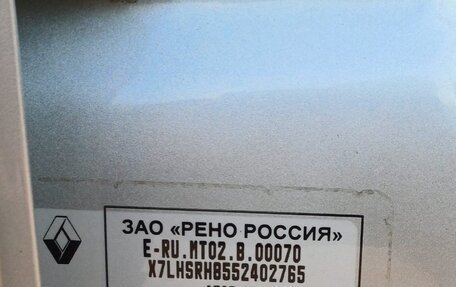 ЗАО «РЕНО РОССИЯ»
E-RU.MT02.B.00070
X7LHSRH8552402765